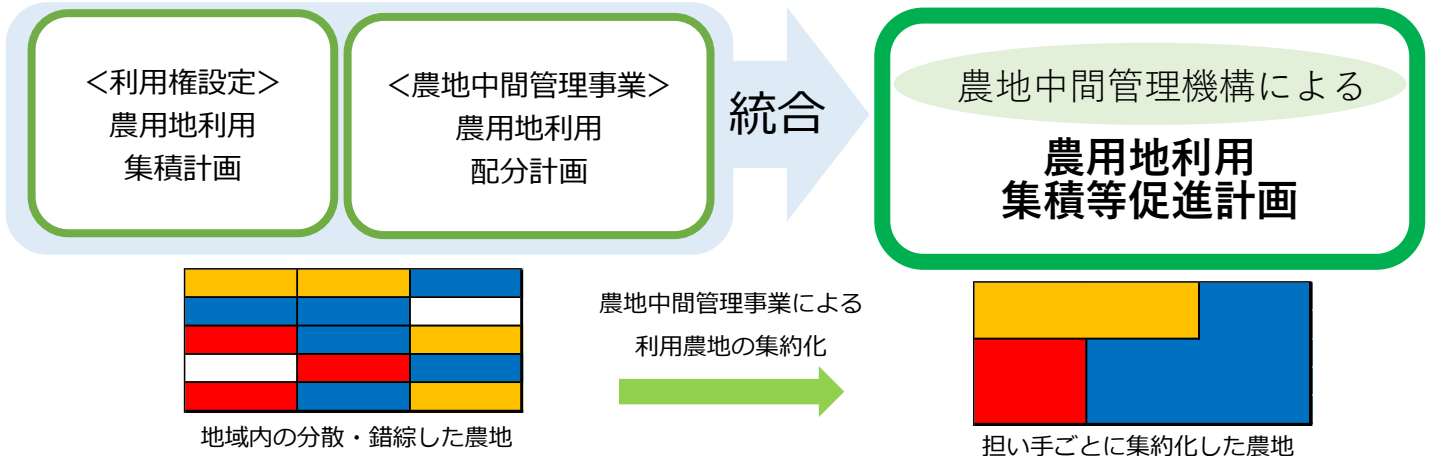 <利用権設定>
農用地利用
集積計画
<農地中間管理事業>
農用地利用
配分計画
統合
農地中間管理機構による
農用地利用
集積等促進計画
農地中間管理事業による
利用農地の集約化
地域内の分散・錯綜した農地
担い手ごとに集約化した農地